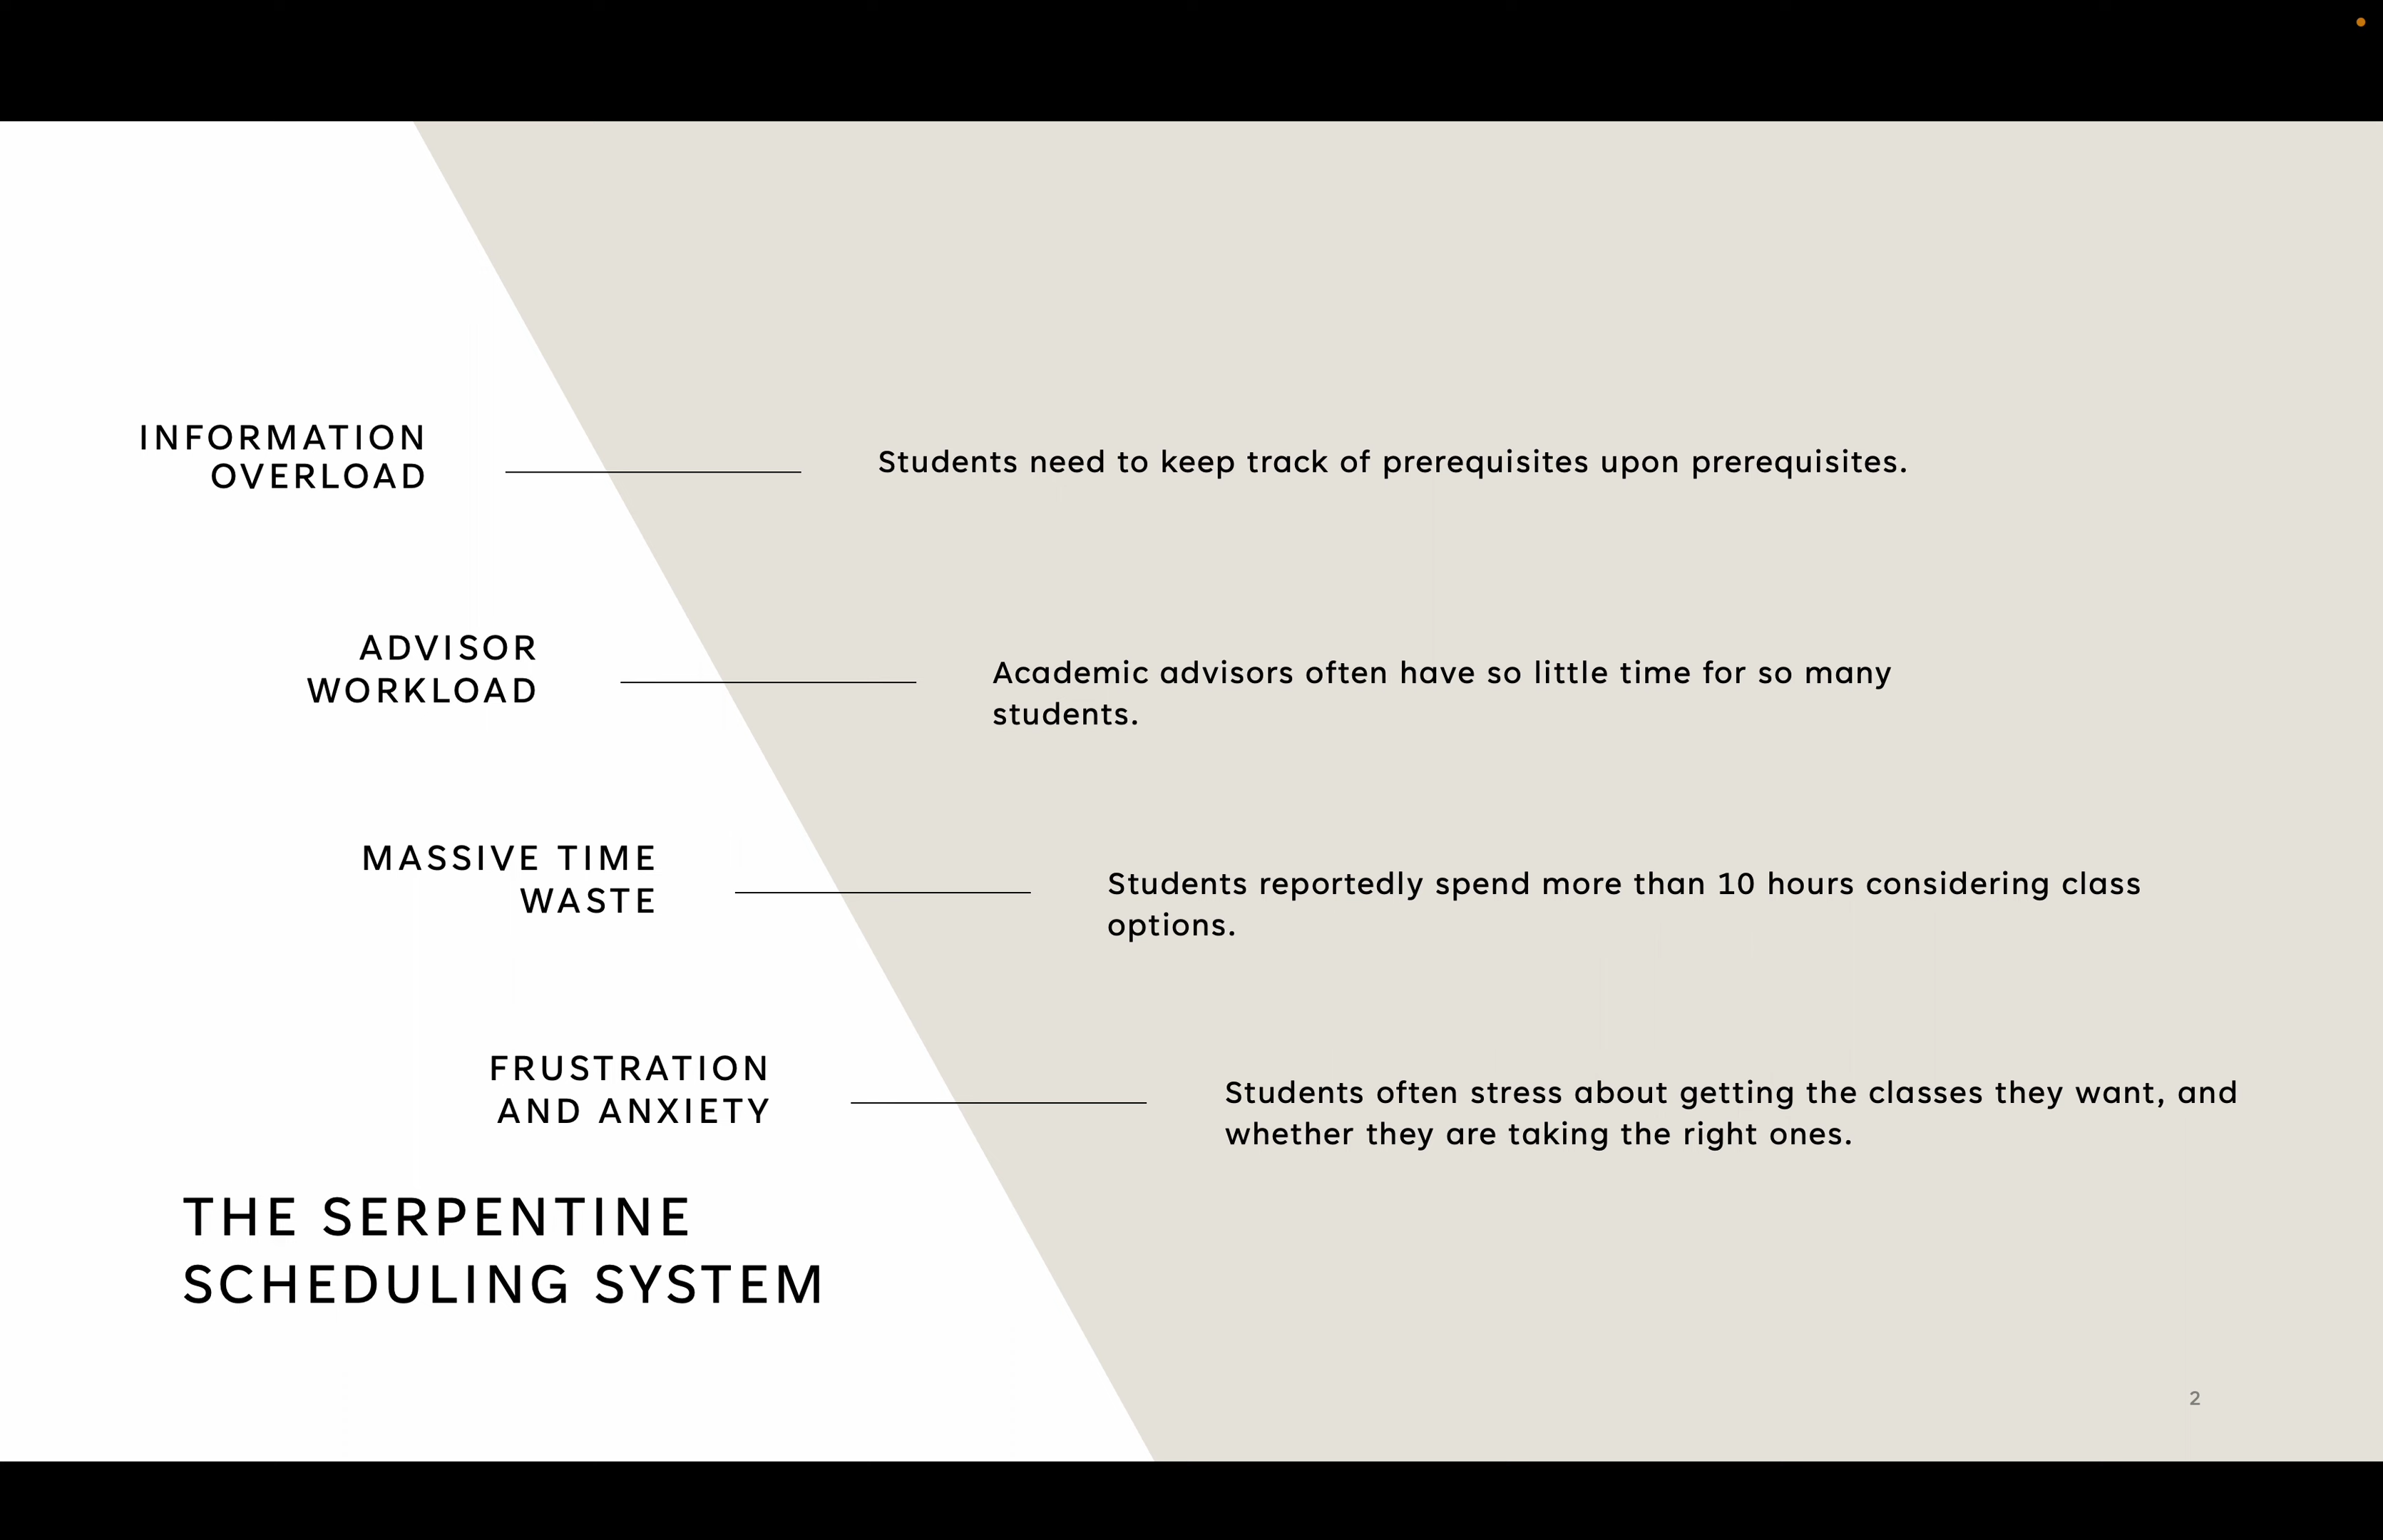 INFORMATION
OVERLOAD
Students need to keep track of prerequisites upon prerequisites.
ADVISOR
WORKLOAD
Academic advisors often have so little time for so many
students.
MASSIVE TIME
WASTE
Students reportedly spend more than 10 hours considering class
options.
FRUSTRATION
AND ANXIETY
Students often stress about getting the classes they want, and
whether they are taking the right ones.
THE SERPENTINE
SCHEDULING SYSTEM
2